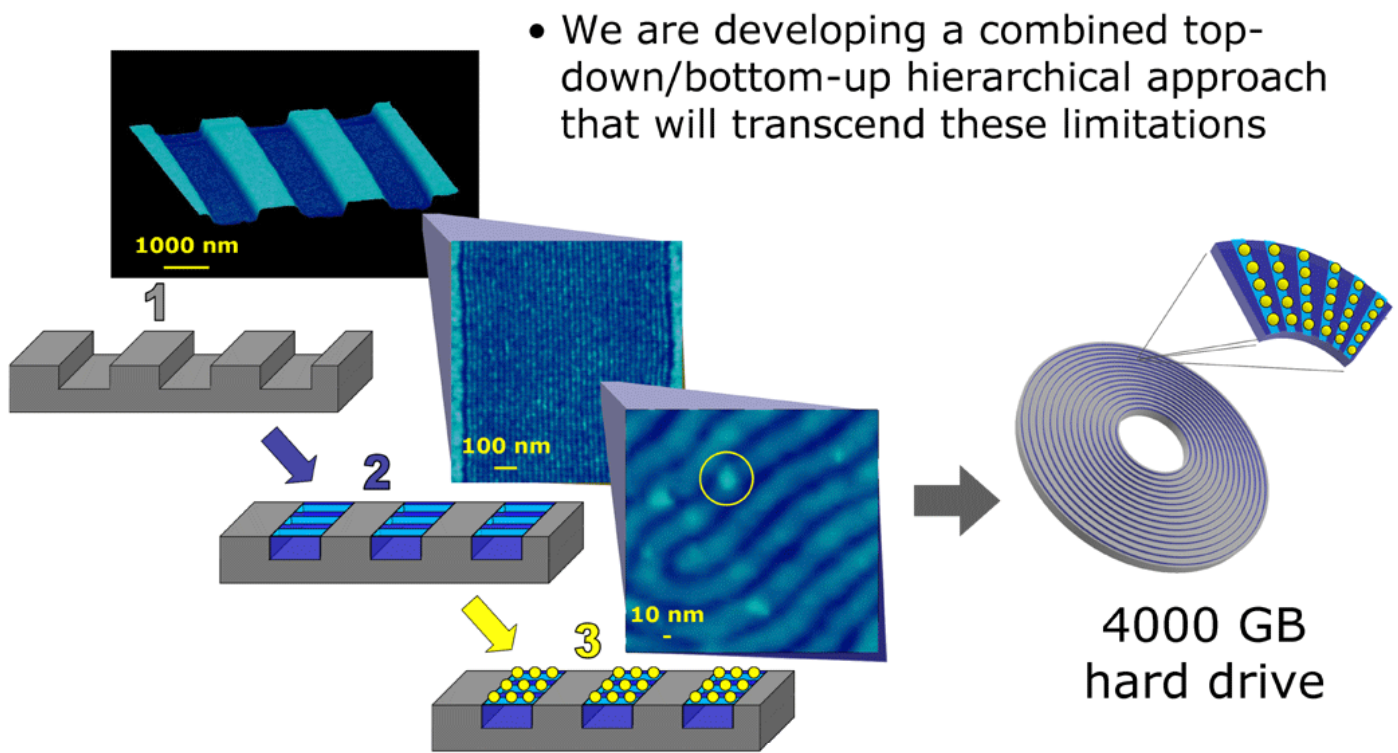 • We are developing a combined top-
down/bottom-up hierarchical approach
that will transcend these limitations
1000 nm
1
100 nm
2
10 nm
3
4000 GB
hard drive